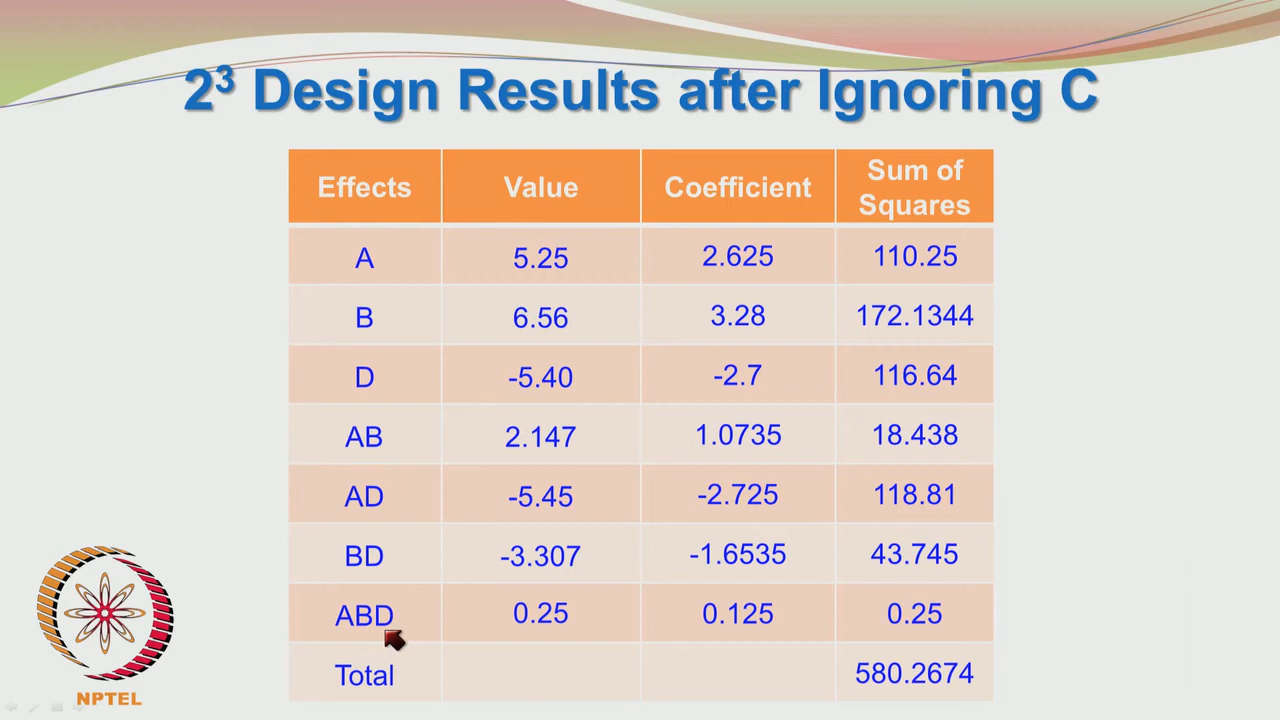 2³ Design Results after Ignoring C
Effects Value Coefficient Sum of Squares
A 5.25 2.625 110.25
B 6.56 3.28 172.1344
D -5.40 -2.7 116.64
AB 2.147 1.0735 18.438
AD -5.45 -2.725 118.81
BD -3.307 -1.6535 43.745
ABD 0.25 0.125 0.25
Total 580.2674
NPTEL